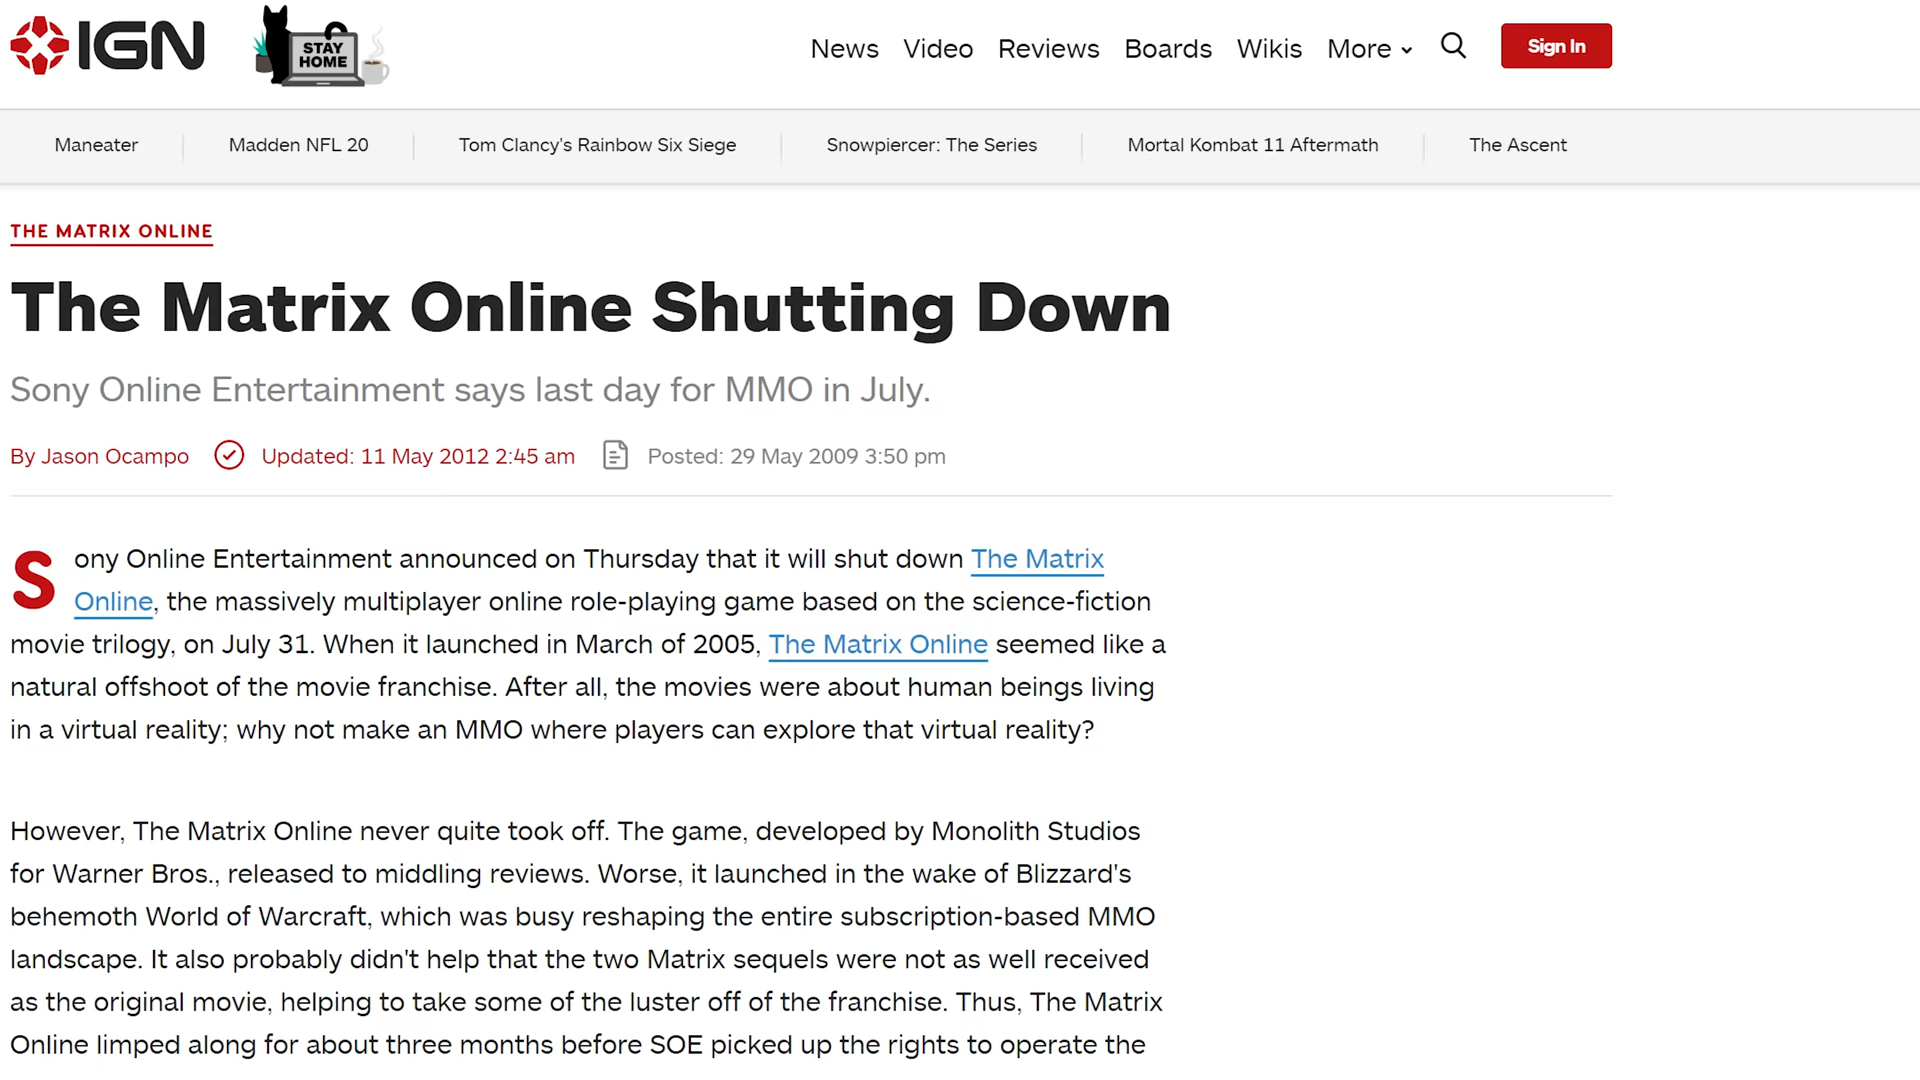 IGN
STAY
HOME
News Video Reviews Boards Wikis More Sign In
Maneater Madden NFL 20 Tom Clancy's Rainbow Six Siege Snowpiercer: The Series Mortal Kombat 11 Aftermath The Ascent
THE MATRIX ONLINE
The Matrix Online Shutting Down
Sony Online Entertainment says last day for MMO in July.
By Jason Ocampo Updated: 11 May 2012 2:45 am Posted: 29 May 2009 3:50 pm
Sony Online Entertainment announced on Thursday that it will shut down The Matrix
Online, the massively multiplayer online role-playing game based on the science-fiction
movie trilogy, on July 31. When it launched in March of 2005, The Matrix Online seemed like a
natural offshoot of the movie franchise. After all, the movies were about human beings living
in a virtual reality; why not make an MMO where players can explore that virtual reality?
However, The Matrix Online never quite took off. The game, developed by Monolith Studios
for Warner Bros., released to middling reviews. Worse, it launched in the wake of Blizzard's
behemoth World of Warcraft, which was busy reshaping the entire subscription-based MMO
landscape. It also probably didn't help that the two Matrix sequels were not as well received
as the original movie, helping to take some of the luster off of the franchise. Thus, The Matrix
Online limped along for about three months before SOE picked up the rights to operate the